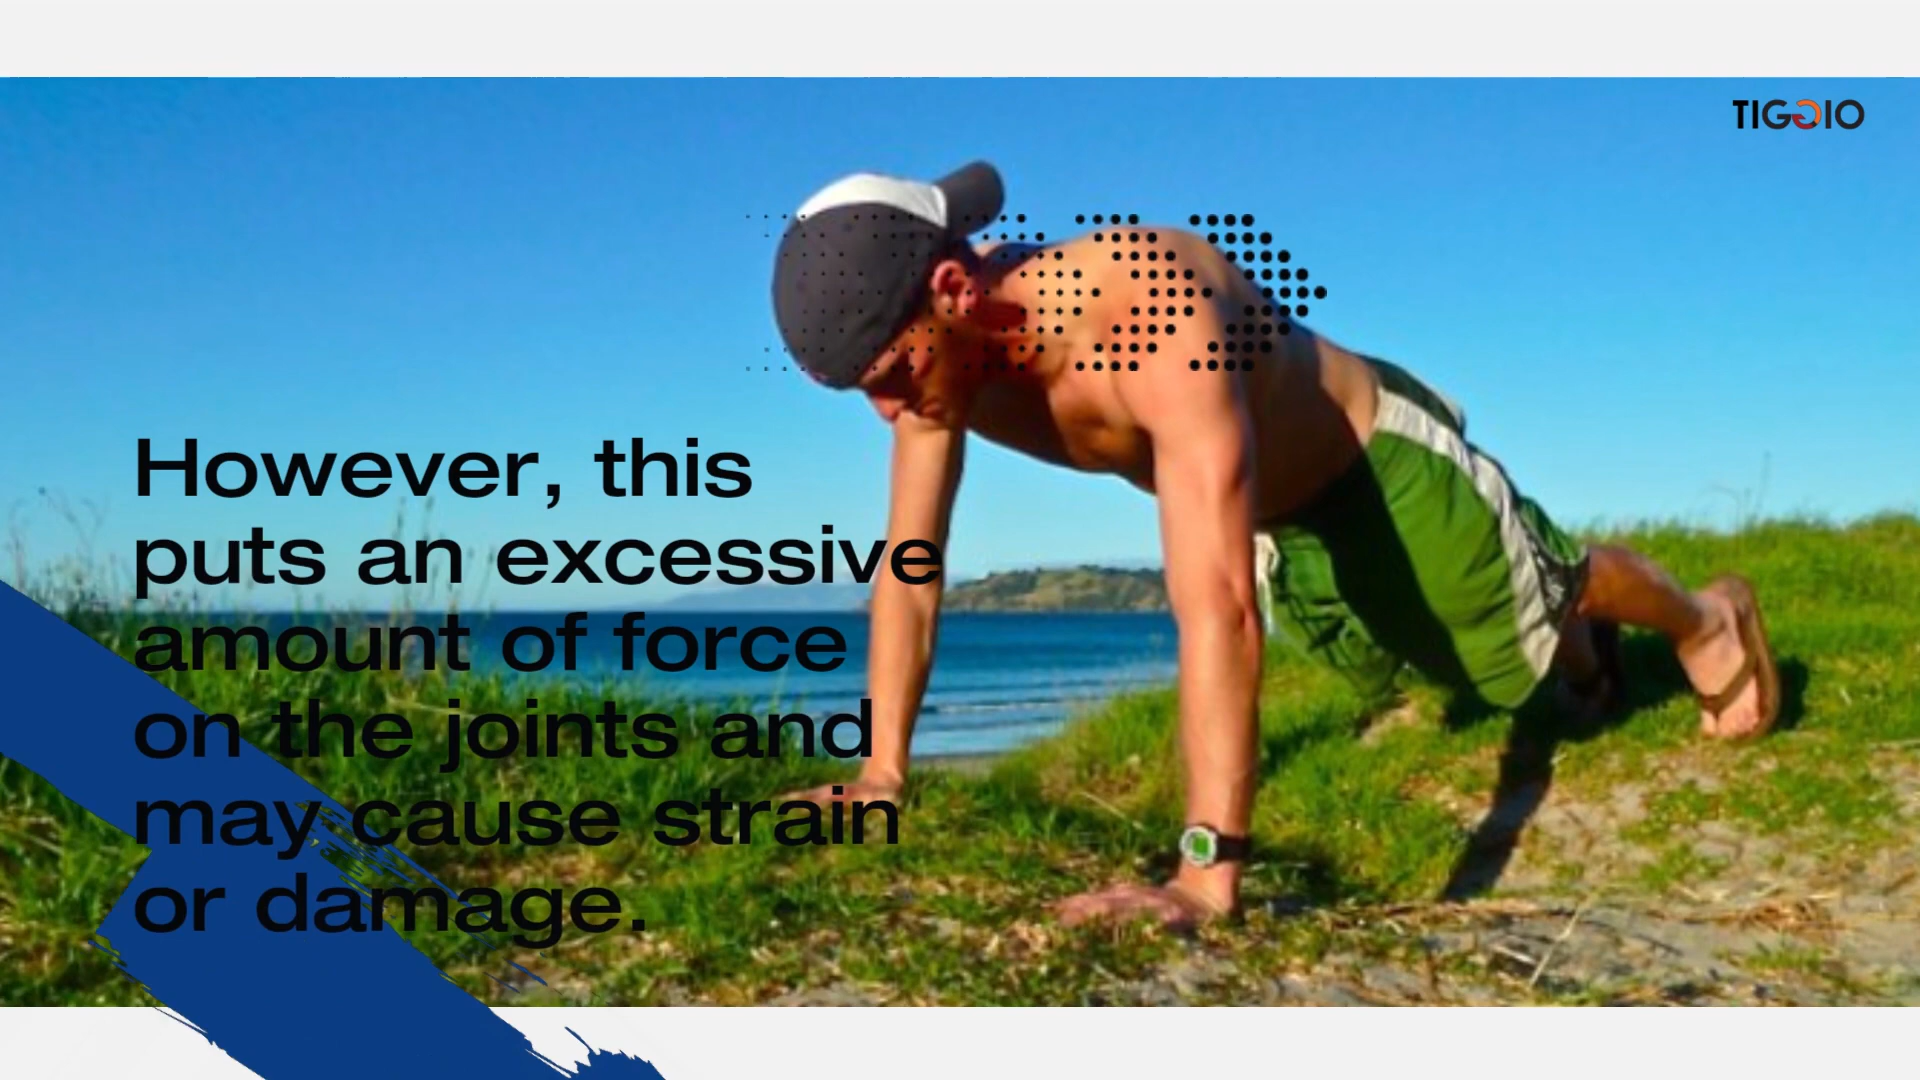 TIGGIO
However, this
puts an excessive
amount of force
on the joints and
may cause strain
or damage.